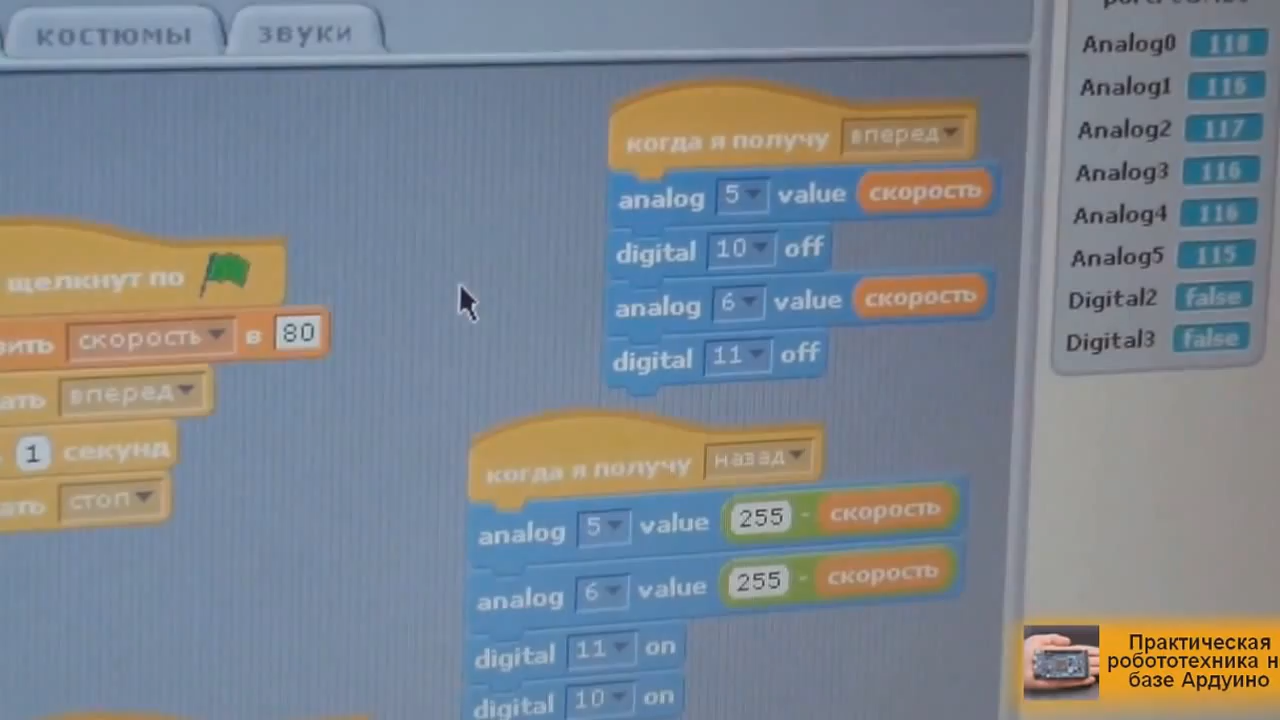 костюмы
звуки
щелкнут по
скорость в 80
вперед
1 секунд
стоп
когда я получу вперед
analog 5 value скорость
digital 10 off
analog 6 value скорость
digital 11 off
когда я получу назад
analog 5 value 255 - скорость
analog 6 value 255 - скорость
digital 11 on
digital 10 on
Analog0
Analog1 116
Analog2 117
Analog3 116
Analog4 116
Analog5 115
Digital2 false
Digital3 false
Практическая
робототехника н
базе Ардуино